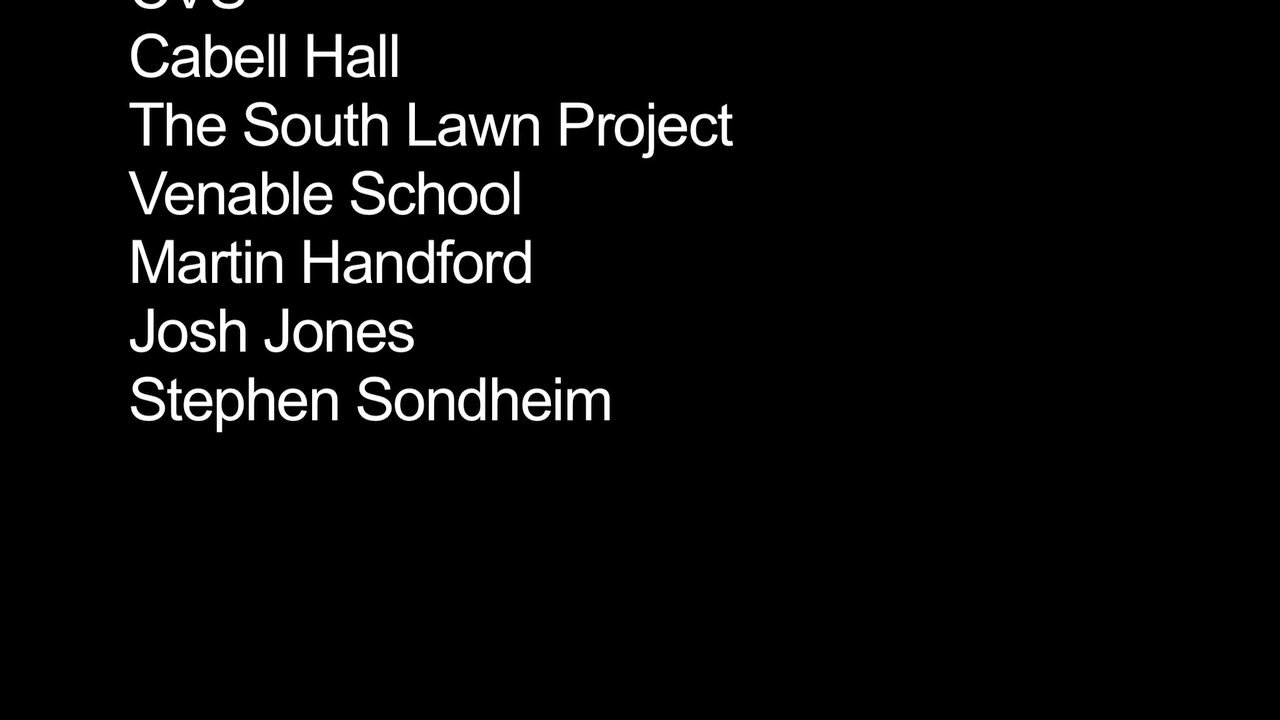 Cabell Hall
The South Lawn Project
Venable School
Martin Handford
Josh Jones
Stephen Sondheim